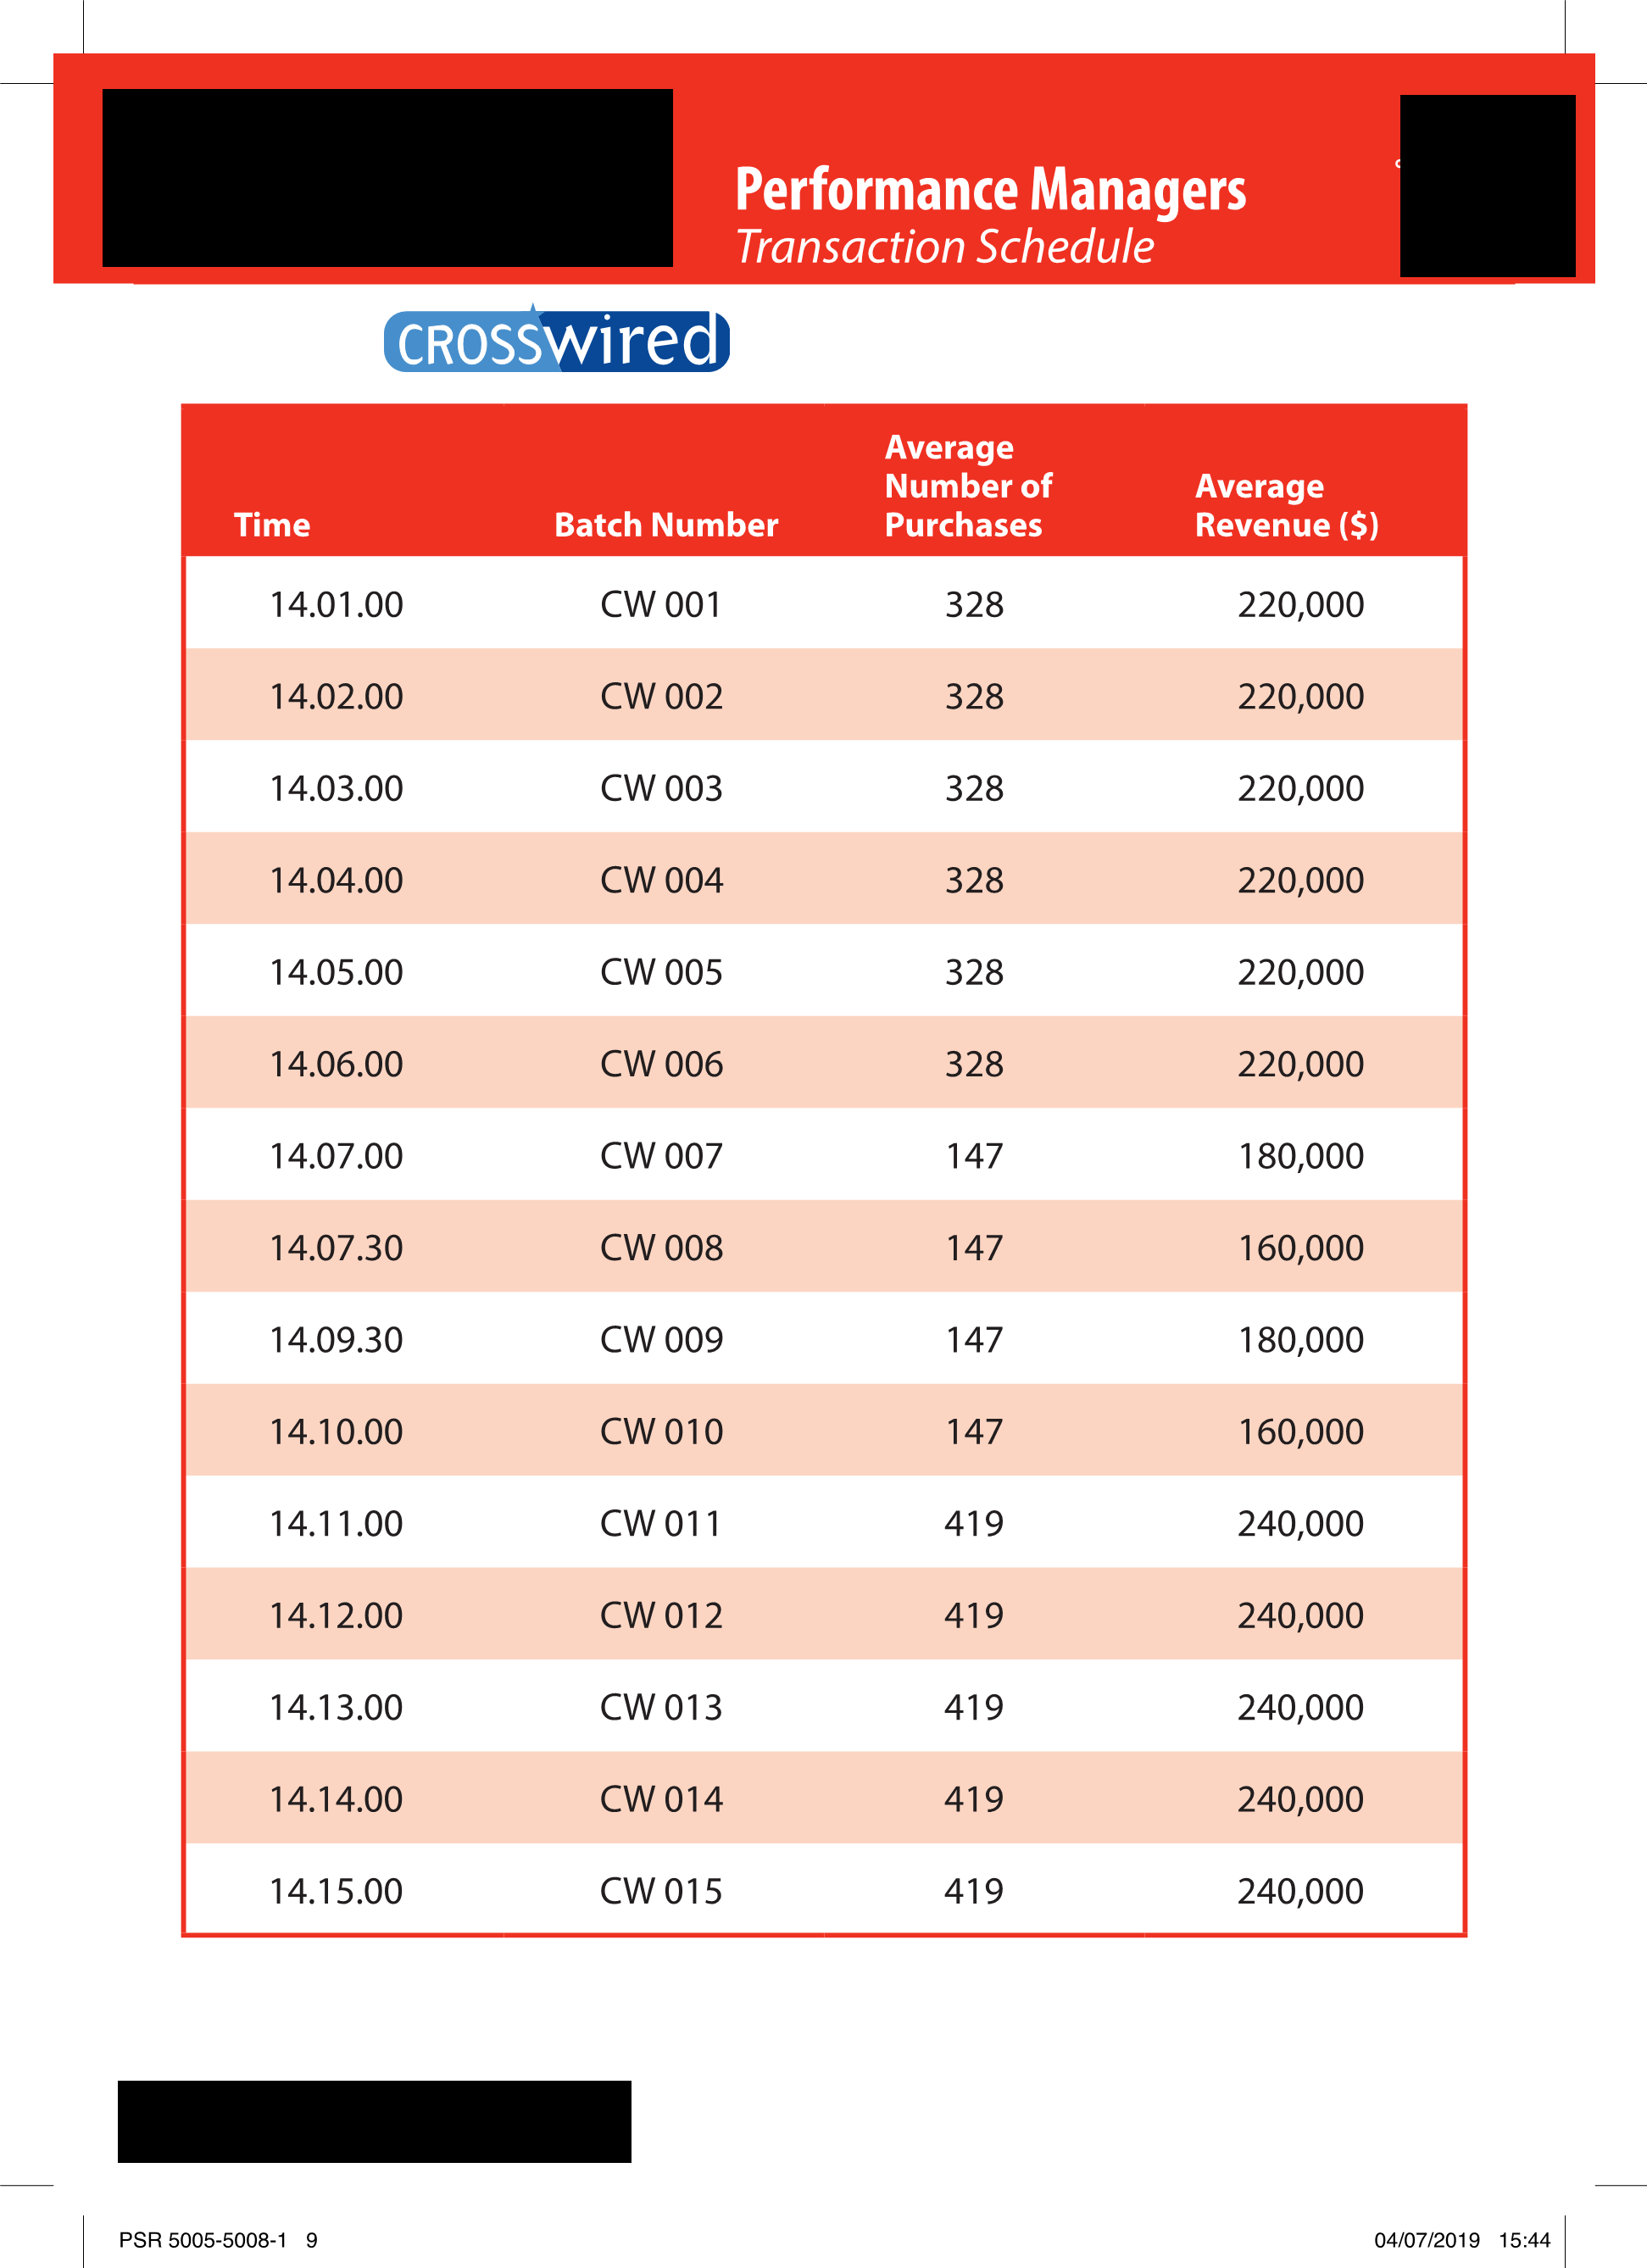 Performance Managers
Transaction Schedule
CROSSwired
Time Batch Number Average Number of Purchases Average Revenue ($)
14.01.00 CW 001 328 220,000
14.02.00 CW 002 328 220,000
14.03.00 CW 003 328 220,000
14.04.00 CW 004 328 220,000
14.05.00 CW 005 328 220,000
14.06.00 CW 006 328 220,000
14.07.00 CW 007 147 180,000
14.07.30 CW 008 147 160,000
14.09.30 CW 009 147 180,000
14.10.00 CW 010 147 160,000
14.11.00 CW 011 419 240,000
14.12.00 CW 012 419 240,000
14.13.00 CW 013 419 240,000
14.14.00 CW 014 419 240,000
14.15.00 CW 015 419 240,000
PSR 5005-5008-1 9 04/07/2019 15:44